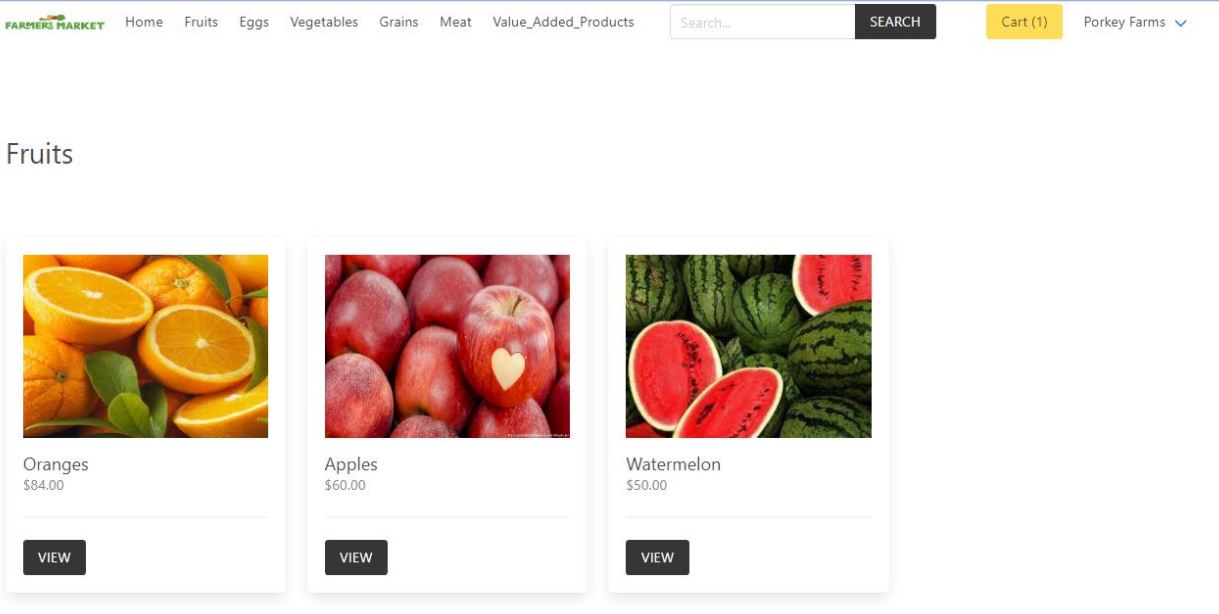 FARMERS MARKET Home Fruits Eggs Vegetables Grains Meat Value_Added_Products Search... SEARCH Cart (1) Porkey Farms
Fruits
Oranges Apples Watermelon
$84.00 $60.00 $50.00
VIEW VIEW VIEW